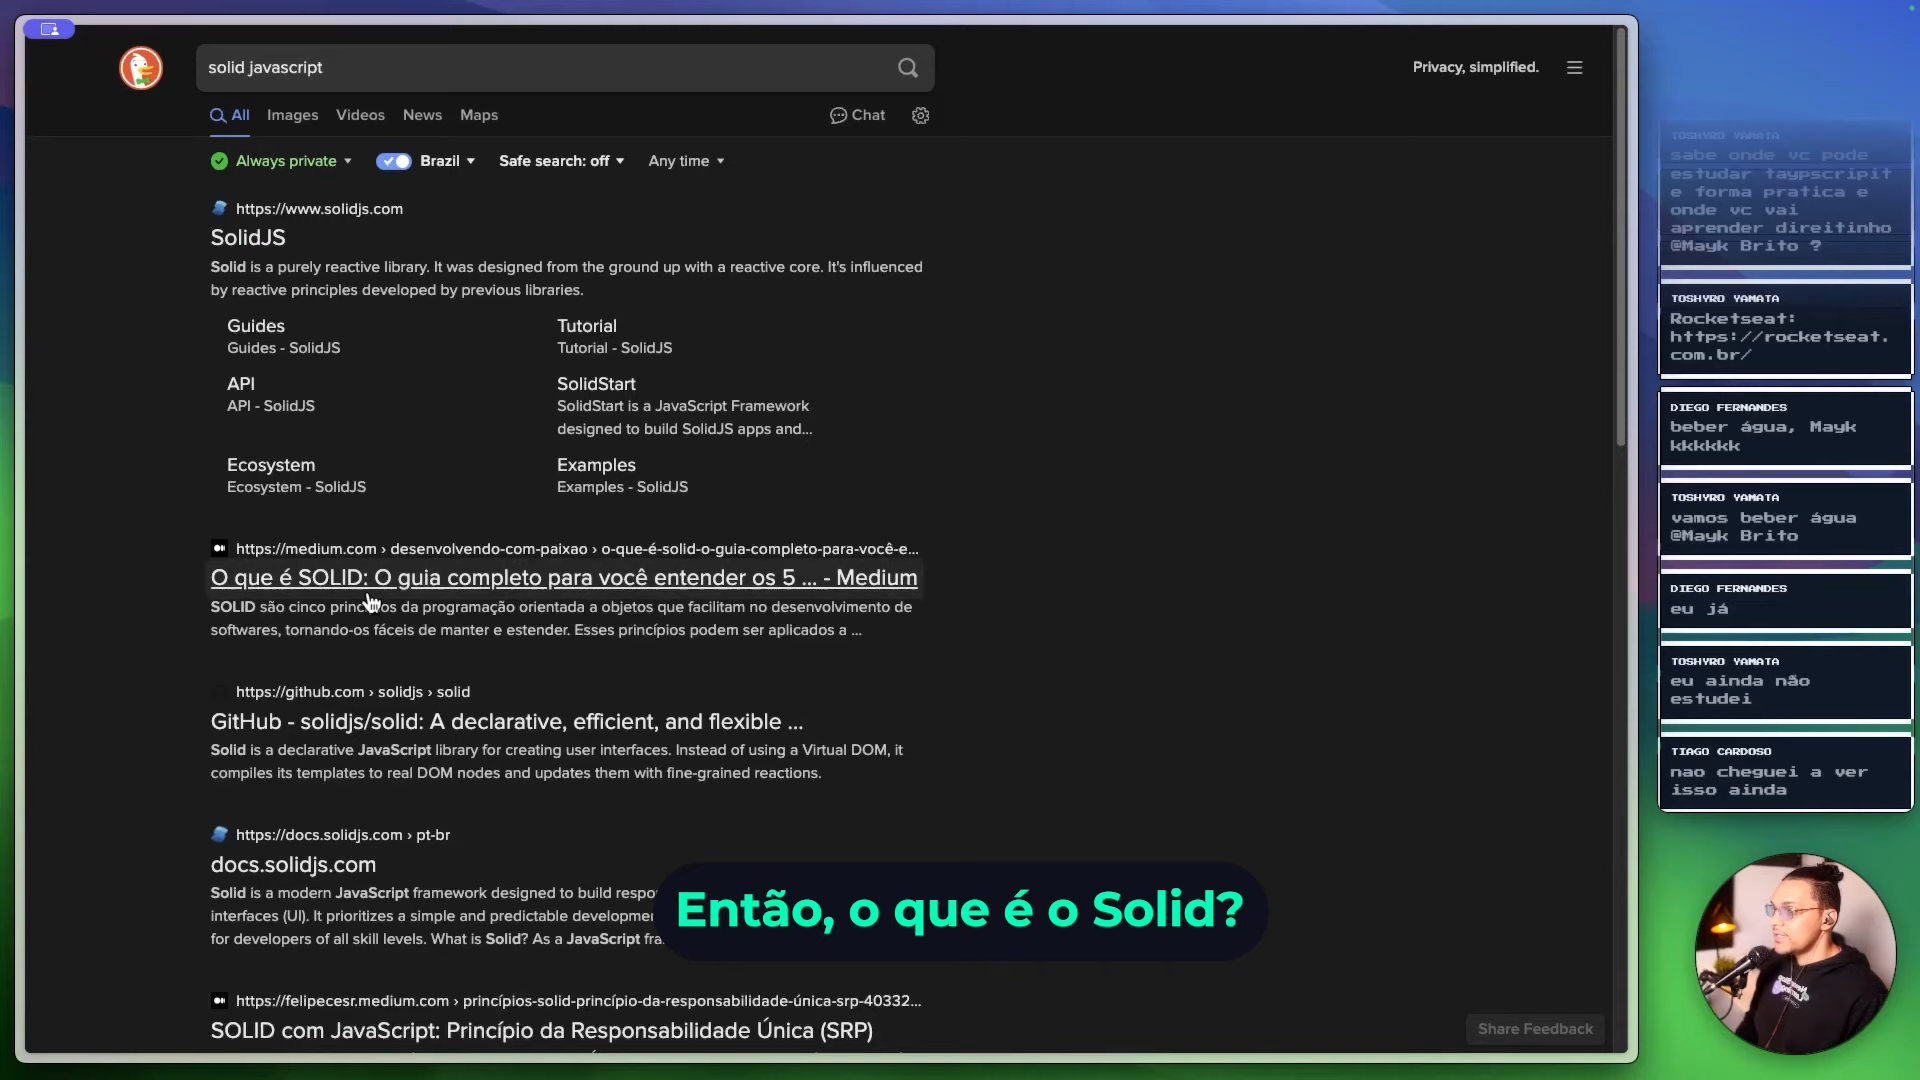 solid javascript
Privacy, simplified.
All
Images
Videos
News
Maps
Chat
Always private
Brazil
Safe search: off
Any time
https://www.solidjs.com
SolidJS
Solid is a purely reactive library. It was designed from the ground up with a reactive core. It's influenced
by reactive principles developed by previous libraries.
Guides
Guides - SolidJS
Tutorial
Tutorial - SolidJS
API
API - SolidJS
SolidStart
SolidStart is a JavaScript Framework
designed to build SolidJS apps and...
Ecosystem
Ecosystem - SolidJS
Examples
Examples - SolidJS
https://medium.com › desenvolvendo-com-paixao › o-que-é-solid-o-guia-completo-para-você-e...
O que é SOLID: O guia completo para você entender os 5 ... - Medium
SOLID são cinco princípios da programação orientada a objetos que facilitam no desenvolvimento de
softwares, tornando-os fáceis de manter e estender. Esses princípios podem ser aplicados a ...
https://github.com › solidjs › solid
GitHub - solidjs/solid: A declarative, efficient, and flexible ...
Solid is a declarative JavaScript library for creating user interfaces. Instead of using a Virtual DOM, it
compiles its templates to real DOM nodes and updates them with fine-grained reactions.
https://docs.solidjs.com › pt-br
docs.solidjs.com
Solid is a modern JavaScript framework designed to build respo
interfaces (UI). It prioritizes a simple and predictable developme
for developers of all skill levels. What is Solid? As a JavaScript fra
https://felipecesr.medium.com › princípios-solid-princípio-da-responsabilidade-única-srp-40332...
SOLID com JavaScript: Princípio da Responsabilidade Única (SRP)
Share Feedback
Então, o que é o Solid?
TOSHYRO YAMATA
sabe onde vc pode
estudar taypscripit
e forma pratica e
onde vc vai
aprender direitinho
@Mayk Brito ?
TOSHYRO YAMATA
Rocketseat:
https://rocketseat.
com.br/
DIEGO FERNANDES
beber água, Mayk
kkkkkk
TOSHYRO YAMATA
vamos beber água
@Mayk Brito
DIEGO FERNANDES
eu já
TOSHYRO YAMATA
eu ainda não
estudei
TIAGO CARDOSO
nao cheguei a ver
isso ainda